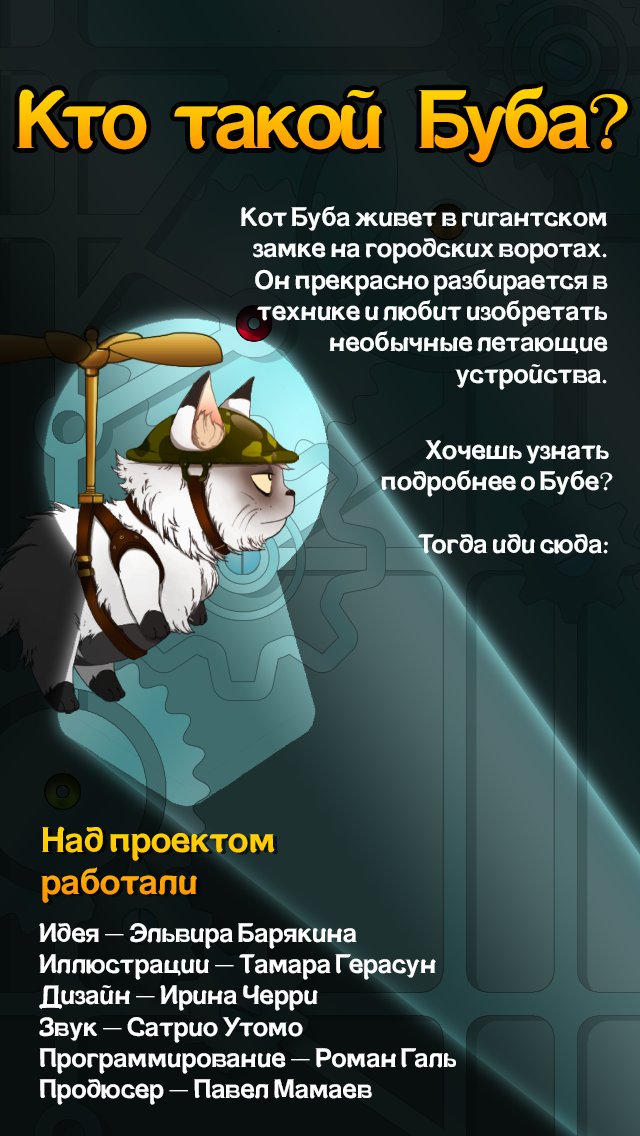 Кто такой Буба?
Кот Буба живет в гигантском
замке на городских воротах.
Он прекрасно разбирается в
технике и любит изобретать
необычные летающие
устройства.
Хочешь узнать
подробнее о Бубе?
Тогда иди сюда:
Над проектом
работали
Идея — Эльвира Барякина
Иллюстрации — Тамара Герасун
Дизайн — Ирина Черри
Звук — Сатрио Утомо
Программирование — Роман Галь
Продюсер — Павел Мамаев